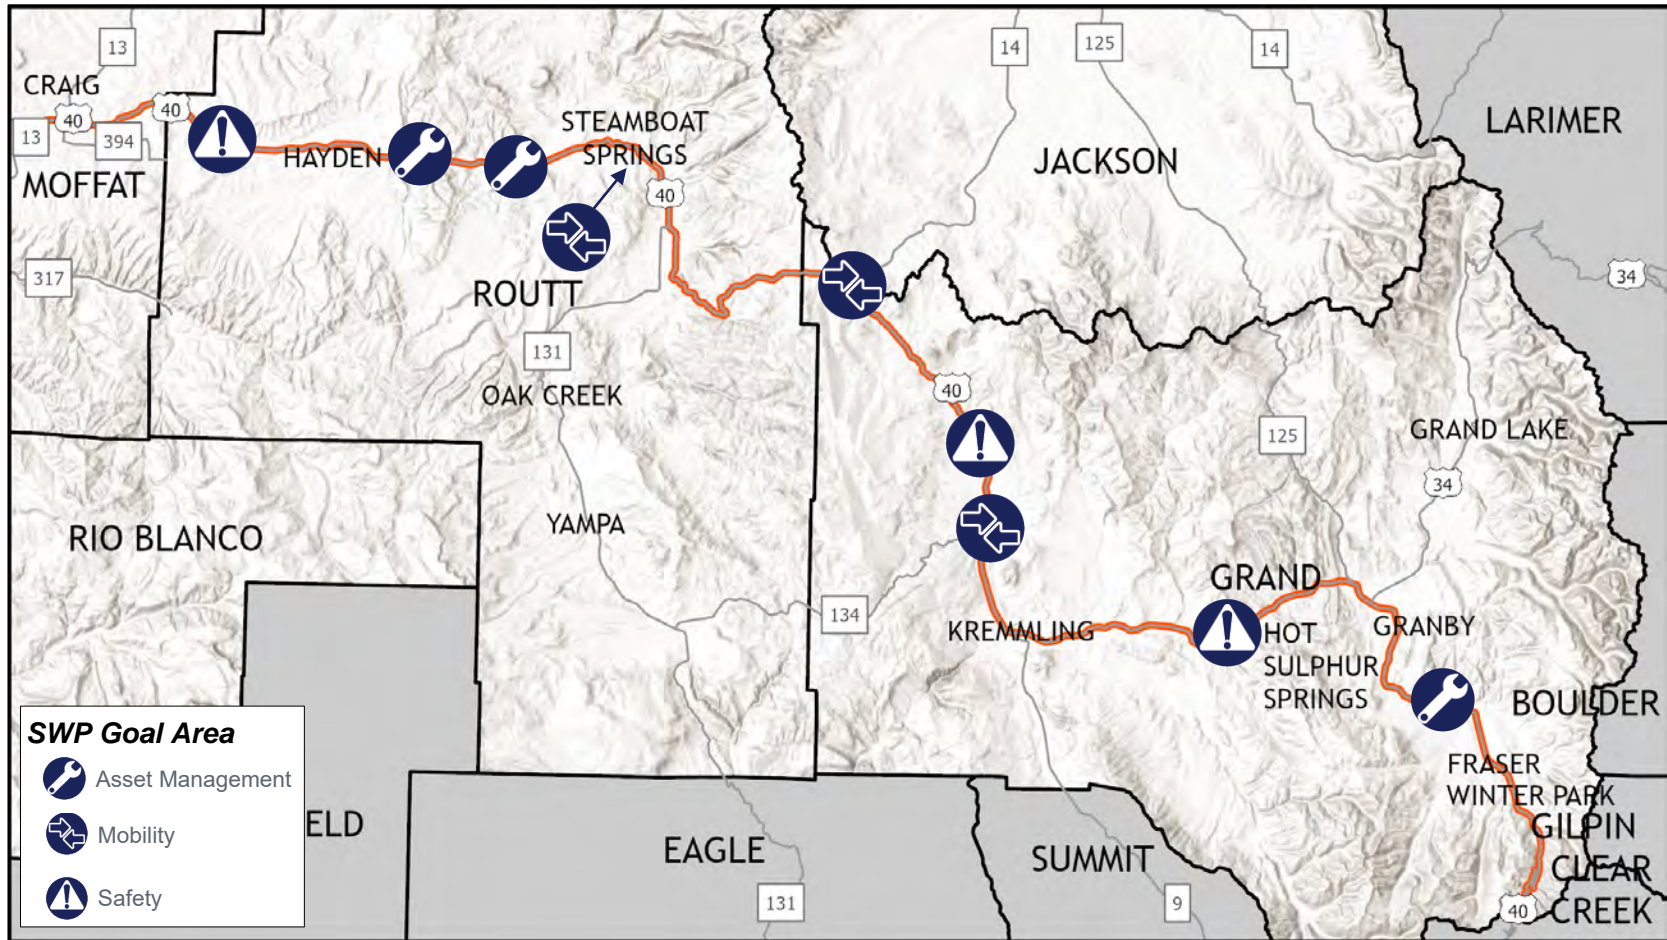 13
14
125
14
CRAIG
40
40
13
394
MOFFAT
HAYDEN
STEAMBOAT
SPRINGS
40
JACKSON
LARIMER
317
ROUTT
34
131
OAK CREEK
40
125
GRAND LAKE
34
YAMPA
RIO BLANCO
134
KREMMLING
GRAND
HOT
SULPHUR
SPRINGS
GRANBY
BOULDER
FRASER
WINTER PARK
GILPIN
CLEAR
CREEK
40
SWP Goal Area
Asset Management
Mobility
Safety
ELD
EAGLE
SUMMIT
131
9